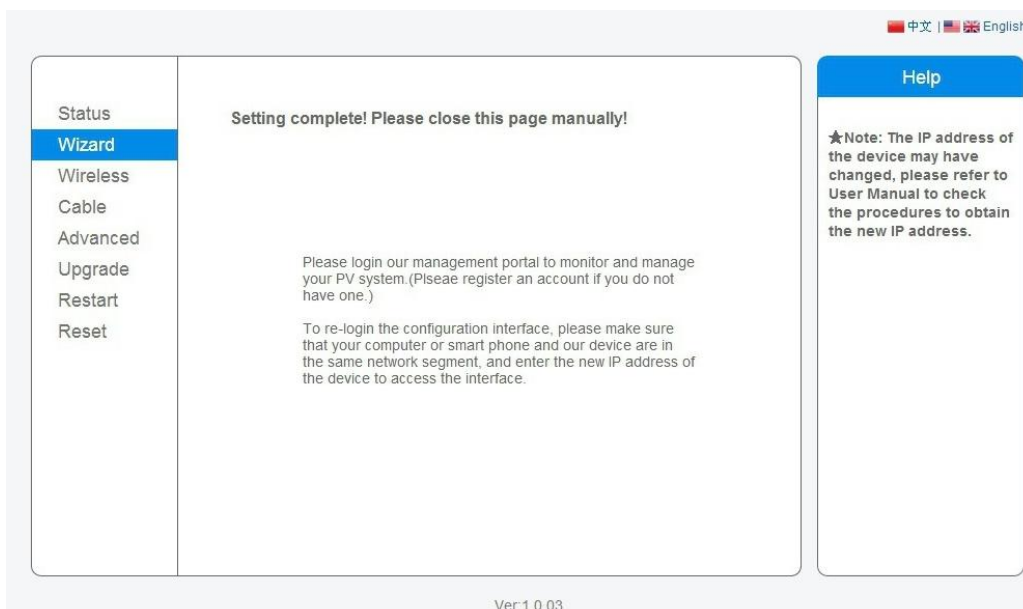 中文 | English
Status
Wizard
Wireless
Cable
Advanced
Upgrade
Restart
Reset
Setting complete! Please close this page manually!
Please login our management portal to monitor and manage
your PV system.(Plseae register an account if you do not
have one.)
To re-login the configuration interface, please make sure
that your computer or smart phone and our device are in
the same network segment, and enter the new IP address of
the device to access the interface.
Help
★Note: The IP address of
the device may have
changed, please refer to
User Manual to check
the procedures to obtain
the new IP address.
Ver:1.0.03